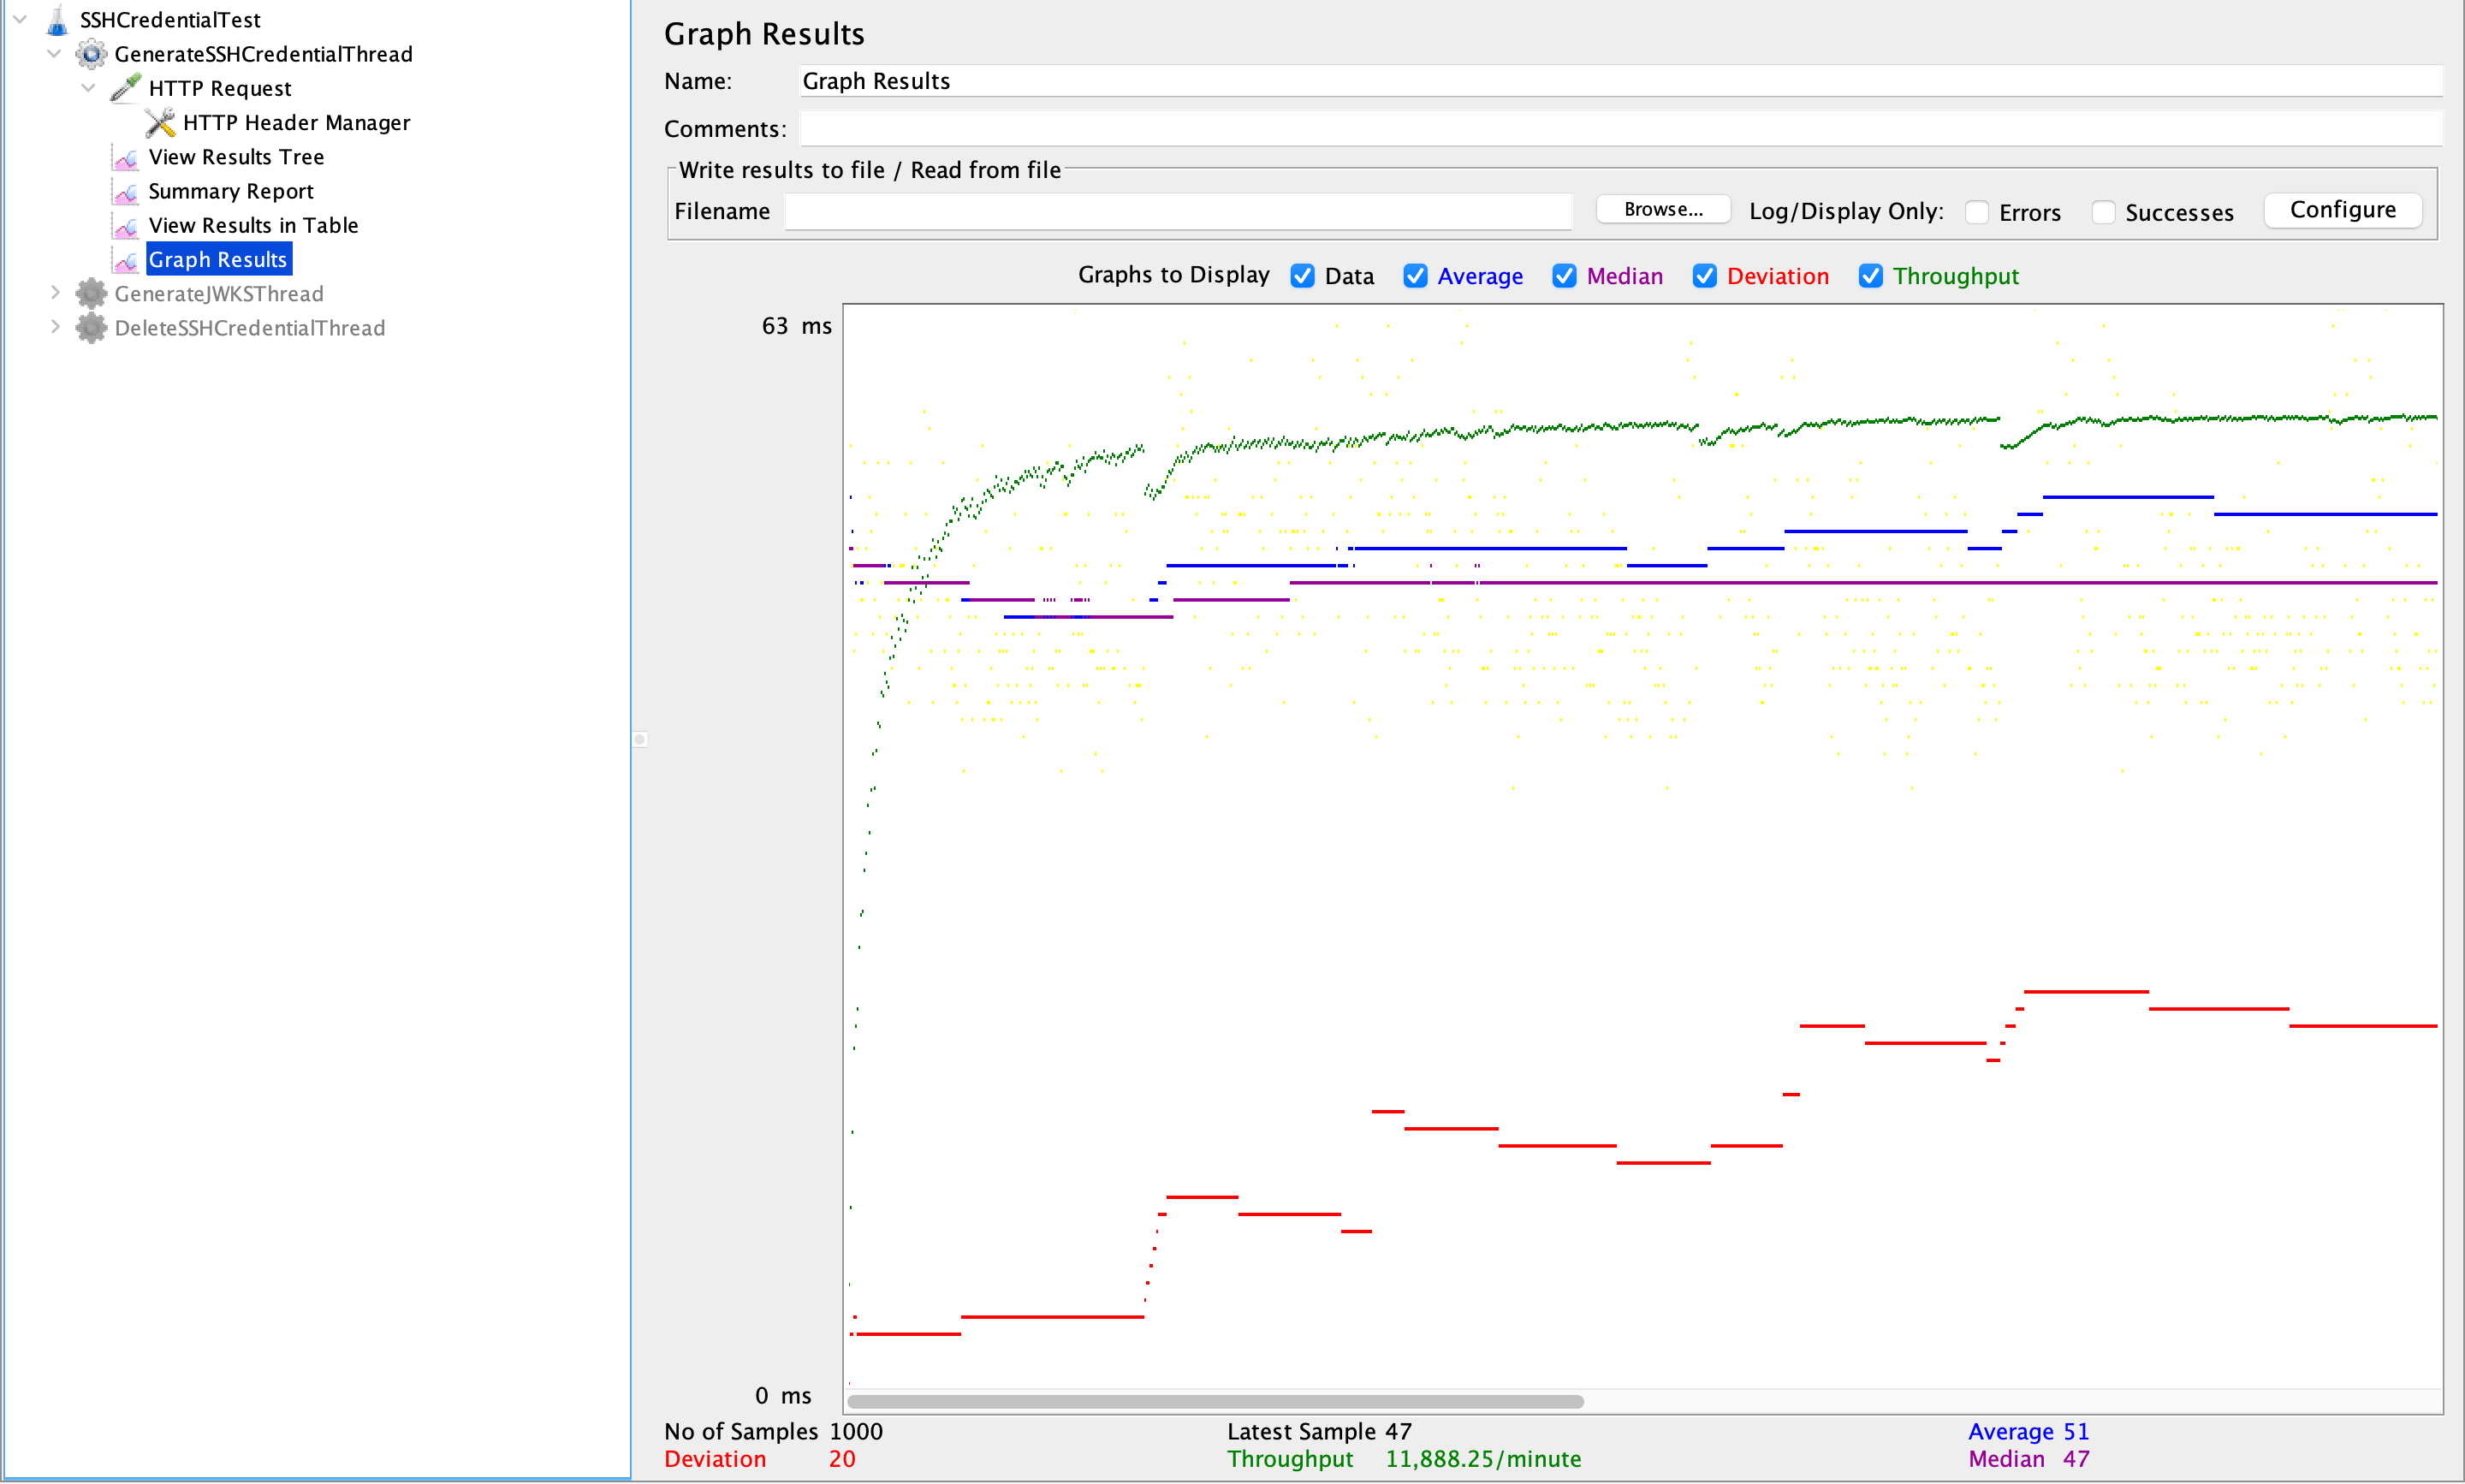 SSHCredentialTest
GenerateSSHCredentialThread
HTTP Request
HTTP Header Manager
View Results Tree
Summary Report
View Results in Table
Graph Results
GenerateJWKSThread
DeleteSSHCredentialThread
Graph Results
Name: Graph Results
Comments:
Write results to file / Read from file
Filename Browse... Log/Display Only: Errors Successes Configure
Graphs to Display Data Average Median Deviation Throughput
63 ms
0 ms
No of Samples 1000 Latest Sample 47 Average 51
Deviation 20 Throughput 11,888.25/minute Median 47